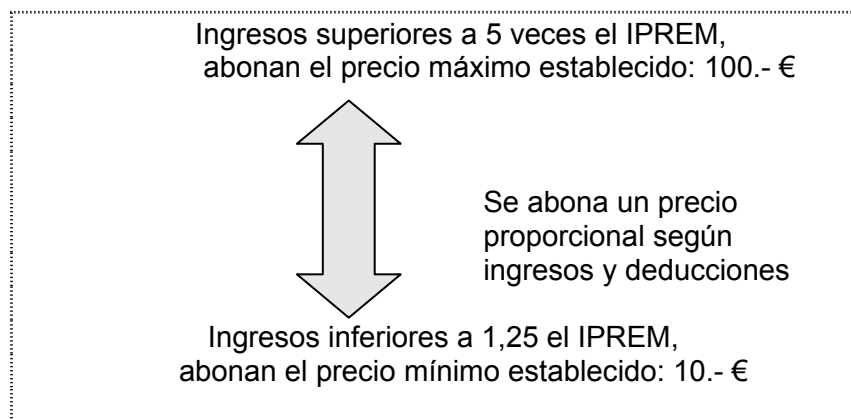 Ingresos superiores a 5 veces el IPREM,
abonan el precio máximo establecido: 100.- €
Se abona un precio
proporcional según
ingresos y deducciones
Ingresos inferiores a 1,25 el IPREM,
abonan el precio mínimo establecido: 10.- €